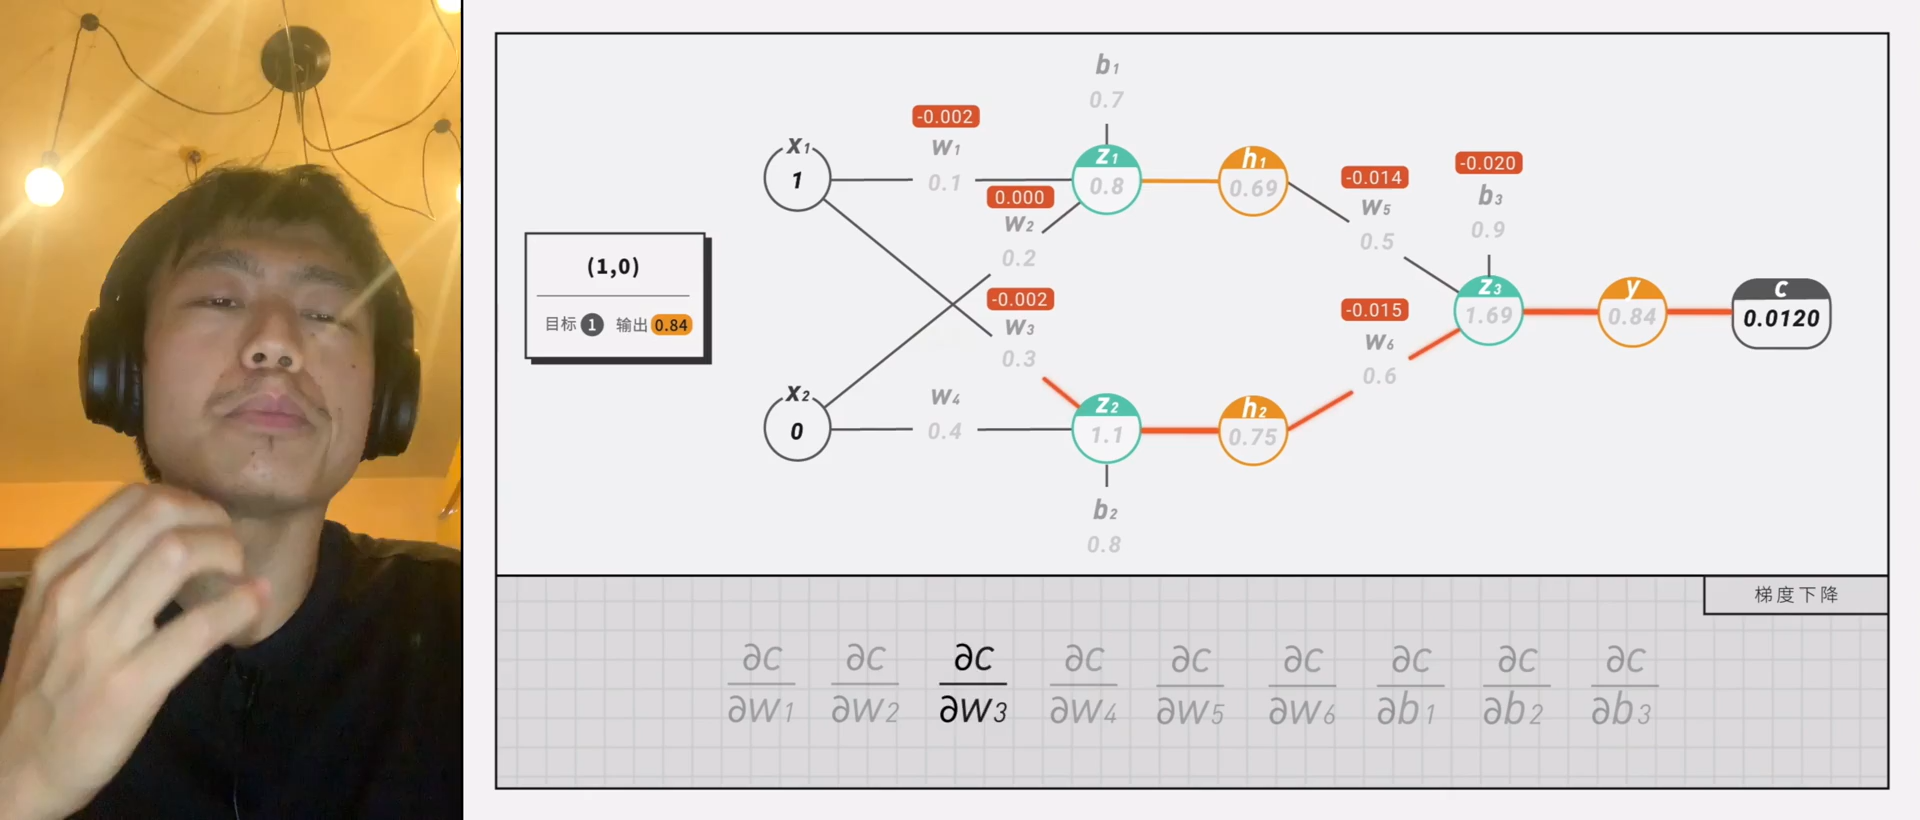 b₁
0.7
-0.002
w₁
0.1
x₁
1
z₁
0.8
h₁
0.69
0.000
w₂
0.2
-0.014
w₅
0.5
-0.020
b₃
0.9
(1,0)
目标 1 输出 0.84
-0.002
w₃
0.3
-0.015
w₆
0.6
z₃
1.69
y
0.84
c
0.0120
x₂
0
w₄
0.4
z₂
1.1
h₂
0.75
b₂
0.8
梯度下降
∂c ∂c ∂c ∂c ∂c ∂c ∂c ∂c ∂c
∂w₁ ∂w₂ ∂w₃ ∂w₄ ∂w₅ ∂w₆ ∂b₁ ∂b₂ ∂b₃